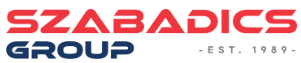 SZABADICS
GROUP
-EST. 1989-